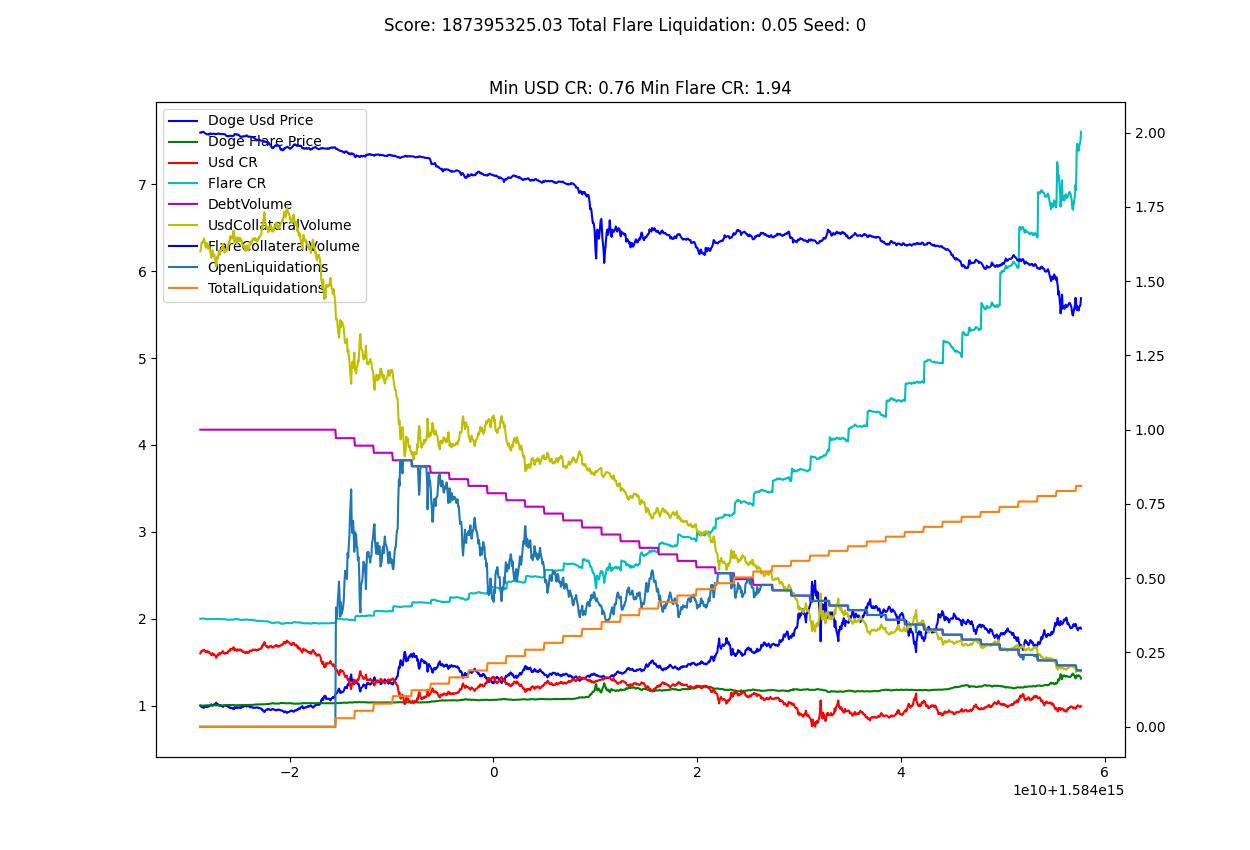 Score: 187395325.03 Total Flare Liquidation: 0.05 Seed: 0
Min USD CR: 0.76 Min Flare CR: 1.94
Doge Usd Price
Doge Flare Price
Usd CR
Flare CR
DebtVolume
UsdCollateralVolume
FlareCollateralVolume
OpenLiquidations
TotalLiquidations
7
6
5
4
3
2
1
2.00
1.75
1.50
1.25
1.00
0.75
0.50
0.25
0.00
−2
0
2
4
6
1e10+1.584e15